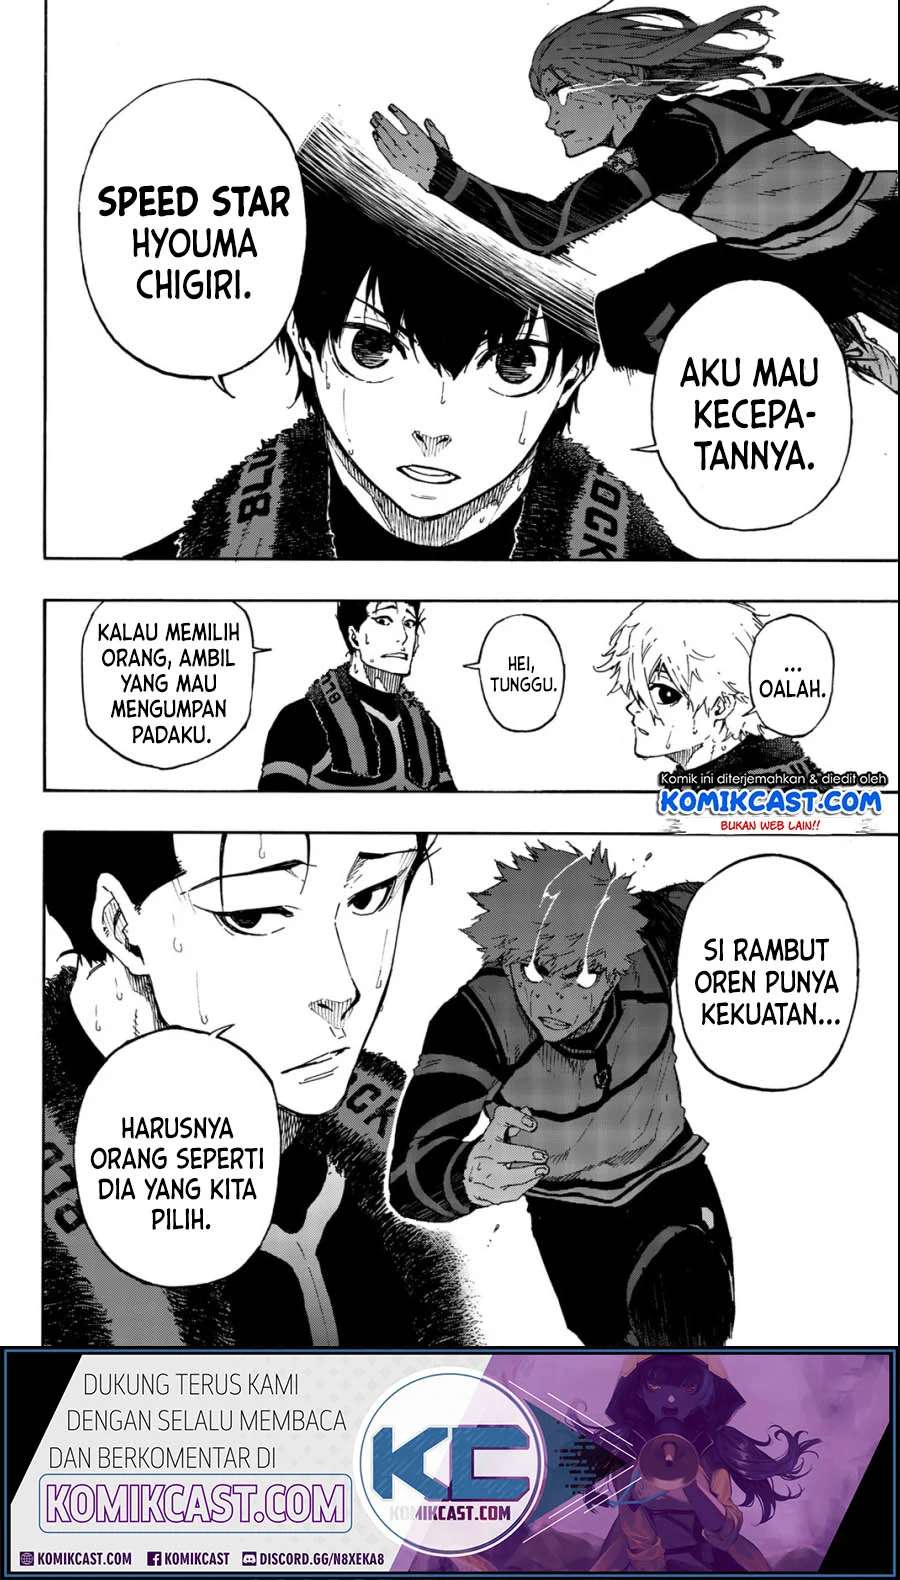 SPEED STAR
HYOUMA
CHIGIRI.
AKU MAU
KECEPA-
TANNYA.
BLU
OCK
KALAU MEMILIH
ORANG, AMBIL
YANG MAU
MENGUMPAN
PADAKU.
HEI,
TUNGGU.
...
OALAH.
Komik ini diterjemahkan & diedit oleh
KOMIKCAST.COM
BUKAN WEB LAIN!!
SI RAMBUT
OREN PUNYA
KEKUATAN...
HARUSNYA
ORANG SEPERTI
DIA YANG KITA
PILIH.
OCK
DUKUNG TERUS KAMI
DENGAN SELALU MEMBACA
DAN BERKOMENTAR DI
KOMIKCAST.COM
KC
KOMIKCAST.COM
KOMIKCAST.COM
KOMIKCAST
DISCORD.GG/N8XEKA8